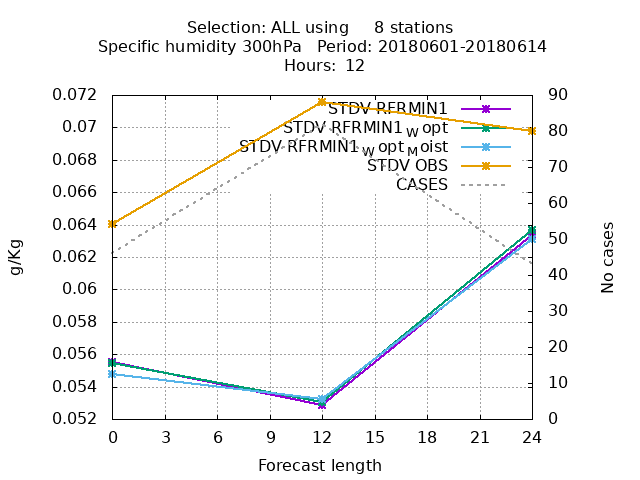 Selection: ALL using     8 stations
Specific humidity 300hPa   Period: 20180601-20180614
Hours: 12
0.072
0.07
0.068
0.066
0.064
0.062
0.06
0.058
0.056
0.054
0.052
g/Kg
STDV RFRMIN1
STDV RFRMIN1_W opt
STDV RFRMIN1_W opt_M oist
STDV OBS
CASES
90
80
70
60
50
40
30
20
10
0
No cases
0 3 6 9 12 15 18 21 24
Forecast length